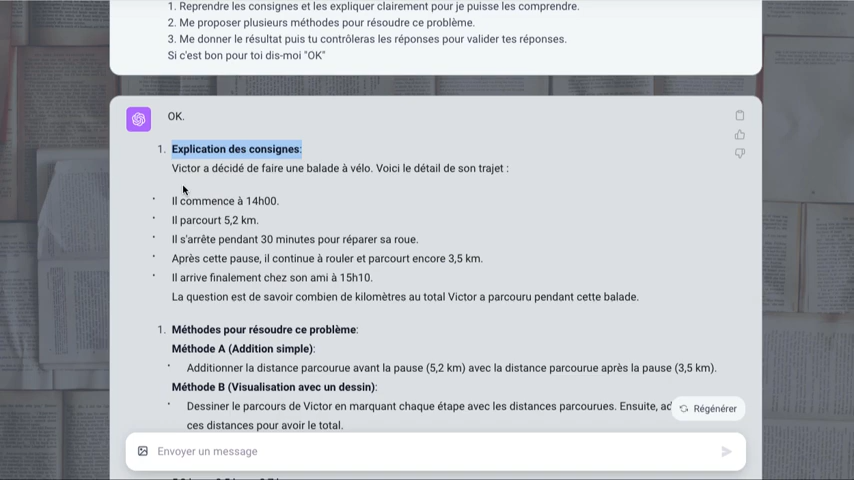 1. Reprendre les consignes et les expliquer clairement pour je puisse les comprendre.
2. Me proposer plusieurs méthodes pour résoudre ce problème.
3. Me donner le résultat puis tu contrôleras les réponses pour valider tes réponses.
Si c'est bon pour toi dis-moi "OK"
OK.
1. Explication des consignes:
Victor a décidé de faire une balade à vélo. Voici le détail de son trajet :
Il commence à 14h00.
Il parcourt 5,2 km.
Il s'arrête pendant 30 minutes pour réparer sa roue.
Après cette pause, il continue à rouler et parcourt encore 3,5 km.
Il arrive finalement chez son ami à 15h10.
La question est de savoir combien de kilomètres au total Victor a parcouru pendant cette balade.
1. Méthodes pour résoudre ce problème:
Méthode A (Addition simple):
Additionner la distance parcourue avant la pause (5,2 km) avec la distance parcourue après la pause (3,5 km).
Méthode B (Visualisation avec un dessin):
Dessiner le parcours de Victor en marquant chaque étape avec les distances parcourues. Ensuite, ad
Régénérer
ces distances pour avoir le total.
Envoyer un message